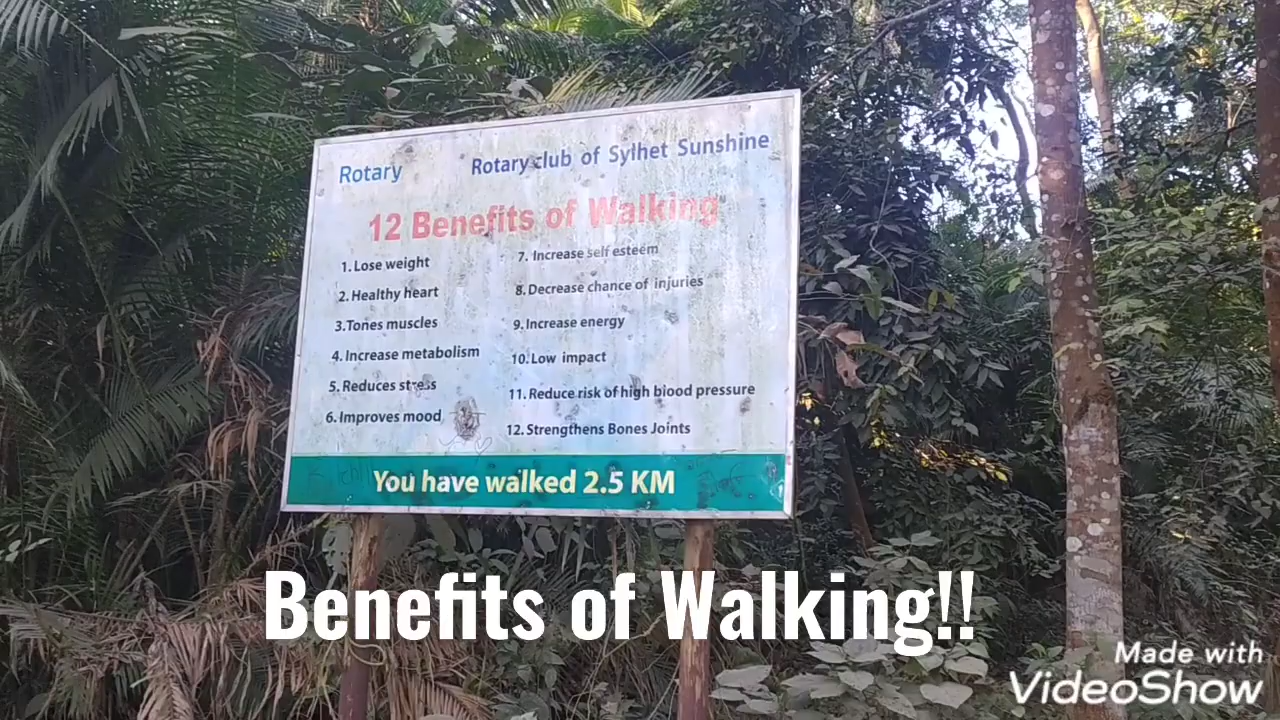 Rotary
Rotary club of Sylhet Sunshine
12 Benefits of Walking
1. Lose weight
2. Healthy heart
3.Tones muscles
4. Increase metabolism
5. Reduces stress
6. Improves mood
7. Increase self esteem
8. Decrease chance of injuries
9. Increase energy
10. Low impact
11. Reduce risk of high blood pressure
12. Strengthens Bones Joints
You have walked 2.5 KM
Benefits of Walking!!
Made with
VideoShow